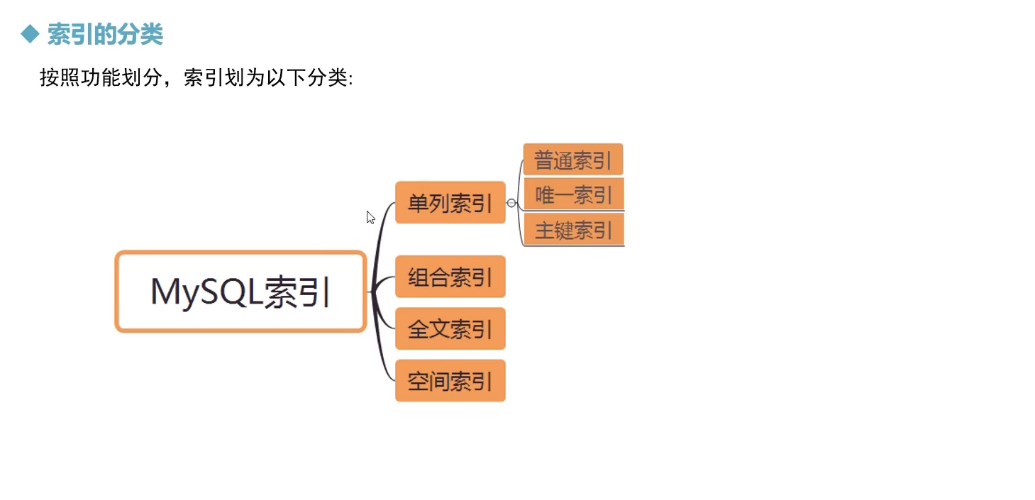 索引的分类
按照功能划分，索引划为以下分类:
MySQL索引
单列索引
普通索引
唯一索引
主键索引
组合索引
全文索引
空间索引